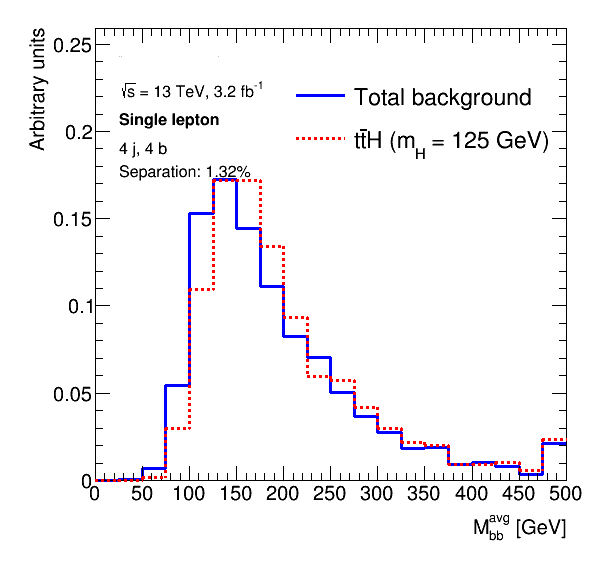 Arbitrary units
0.25
0.2
0.15
0.1
0.05
0
√s = 13 TeV, 3.2 fb⁻¹
Single lepton
4 j, 4 b
Separation: 1.32%
Total background
tt̄H (m_H = 125 GeV)
0 50 100 150 200 250 300 350 400 450 500
M_bb^avg [GeV]